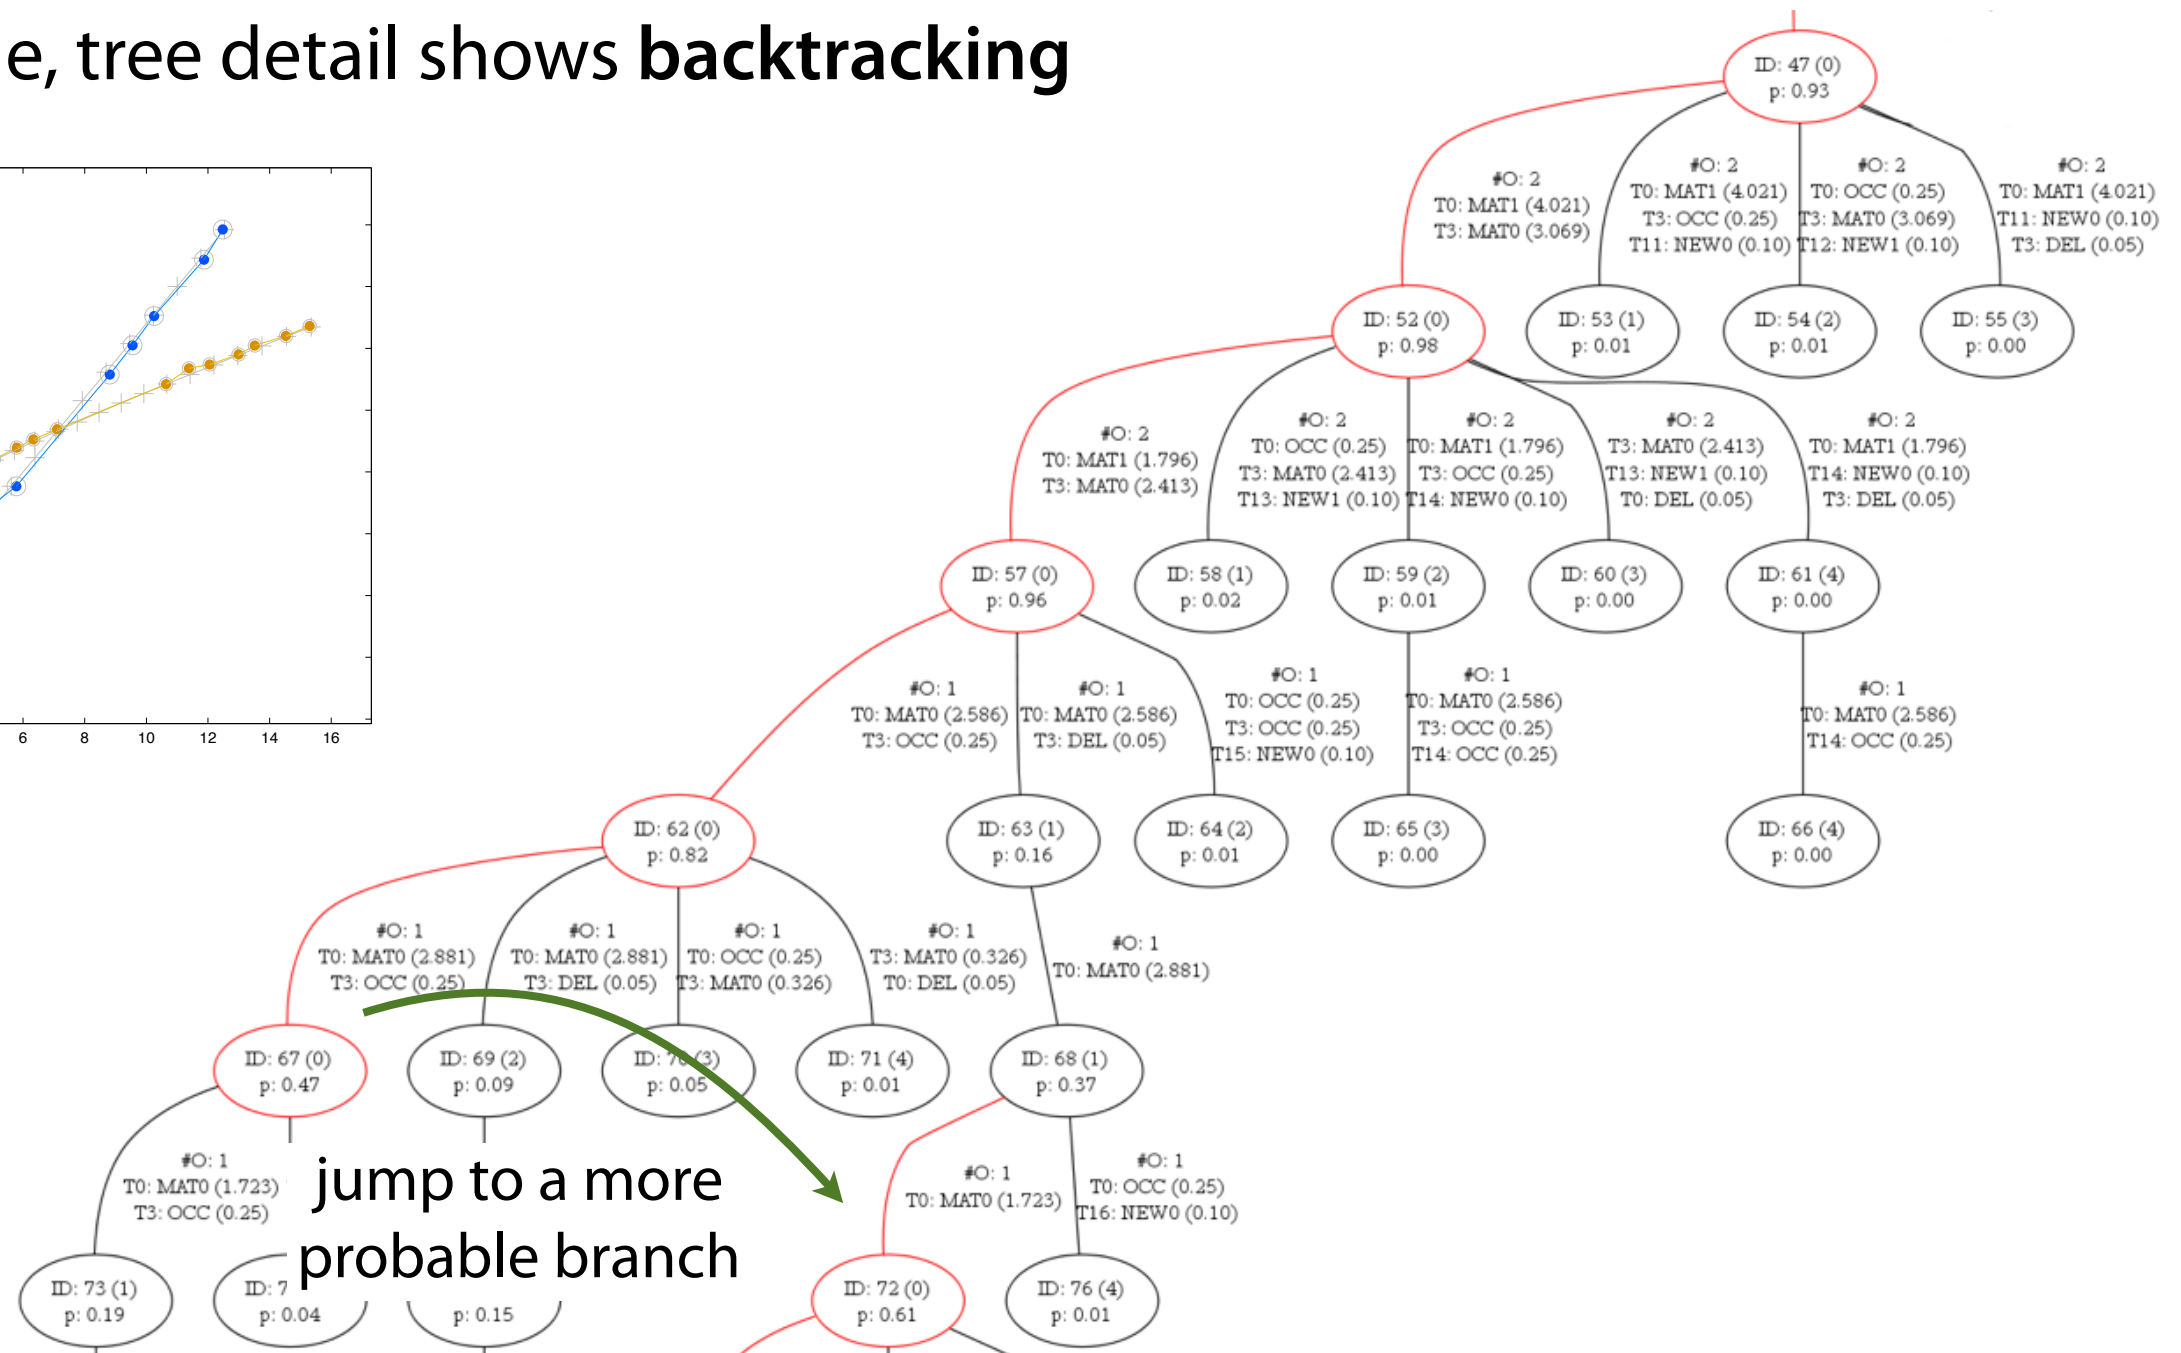 e, tree detail shows backtracking
ID: 47 (0)
p: 0.93
#O: 2
T0: MAT1 (4.021)
T3: MAT0 (3.069)
#O: 2
T0: MAT1 (4.021)
T3: OCC (0.25)
T11: NEW0 (0.10)
#O: 2
T0: OCC (0.25)
T3: MAT0 (3.069)
T12: NEW1 (0.10)
#O: 2
T0: MAT1 (4.021)
T11: NEW0 (0.10)
T3: DEL (0.05)
ID: 52 (0)
p: 0.98
ID: 53 (1)
p: 0.01
ID: 54 (2)
p: 0.01
ID: 55 (3)
p: 0.00
#O: 2
T0: MAT1 (1.796)
T3: MAT0 (2.413)
#O: 2
T0: OCC (0.25)
T3: MAT0 (2.413)
T13: NEW1 (0.10)
#O: 2
T0: MAT1 (1.796)
T3: OCC (0.25)
T14: NEW0 (0.10)
#O: 2
T3: MAT0 (2.413)
T13: NEW1 (0.10)
T0: DEL (0.05)
#O: 2
T0: MAT1 (1.796)
T14: NEW0 (0.10)
T3: DEL (0.05)
ID: 57 (0)
p: 0.96
ID: 58 (1)
p: 0.02
ID: 59 (2)
p: 0.01
ID: 60 (3)
p: 0.00
ID: 61 (4)
p: 0.00
6 8 10 12 14 16
#O: 1
T0: MAT0 (2.586)
T3: OCC (0.25)
#O: 1
T0: MAT0 (2.586)
T3: DEL (0.05)
#O: 1
T0: OCC (0.25)
T3: OCC (0.25)
T15: NEW0 (0.10)
#O: 1
T0: MAT0 (2.586)
T3: OCC (0.25)
T14: OCC (0.25)
#O: 1
T0: MAT0 (2.586)
T14: OCC (0.25)
ID: 62 (0)
p: 0.82
ID: 63 (1)
p: 0.16
ID: 64 (2)
p: 0.01
ID: 65 (3)
p: 0.00
ID: 66 (4)
p: 0.00
#O: 1
T0: MAT0 (2.881)
T3: OCC (0.25)
#O: 1
T0: MAT0 (2.881)
T3: DEL (0.05)
#O: 1
T0: OCC (0.25)
T3: MAT0 (0.326)
#O: 1
T3: MAT0 (0.326)
T0: DEL (0.05)
#O: 1
T0: MAT0 (2.881)
ID: 67 (0)
p: 0.47
ID: 69 (2)
p: 0.09
ID: 70 (3)
p: 0.05
ID: 71 (4)
p: 0.01
ID: 68 (1)
p: 0.37
#O: 1
T0: MAT0 (1.723)
T3: OCC (0.25)
jump to a more
probable branch
#O: 1
T0: MAT0 (1.723)
#O: 1
T0: OCC (0.25)
T16: NEW0 (0.10)
ID: 73 (1)
p: 0.19
ID: 7
p: 0.04
p: 0.15
ID: 72 (0)
p: 0.61
ID: 76 (4)
p: 0.01